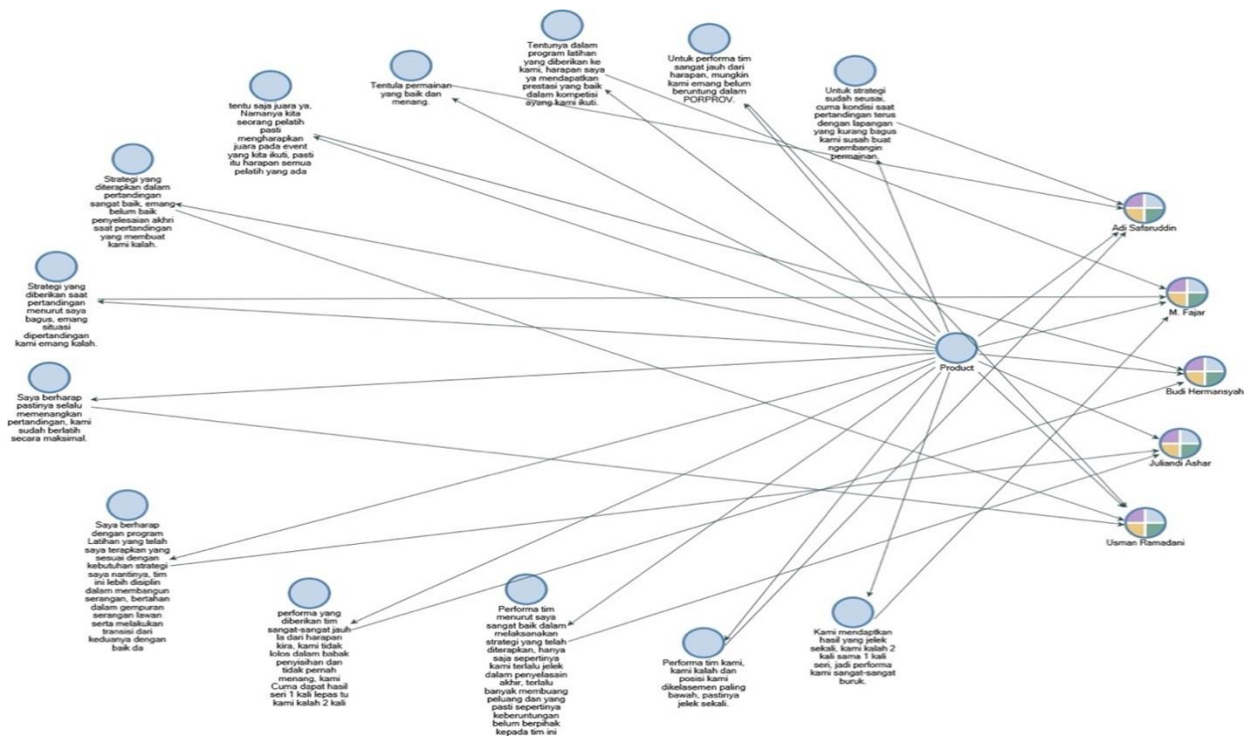 Tentunya dalam
program latihan
yang diberikan ke
kami, harapan saya
ya mendapatkan
prestasi yang baik
dalam kompetisi
ayang kami ikuti.
Untuk performa tim
sangat jauh dari
harapan, mungkin
kami emang belum
beruntung dalam
PORPROV.
Tentula permainan
yang baik dan
menang.
Untuk strategi
sudah seusai,
cuma kondisi saat
pertandingan terus
dengan lapangan
yang kurang bagus
kami susah buat
ngembangin
permainan.
tentu saja juara ya,
Namanya kita
seorang pelatih
pasti
mengharapkan
juara pada event
yang kita ikuti, pasti
itu harapan semua
pelatih yang ada
Strategi yang
diterapkan dalam
pertandingan
sangat baik, emang
belum baik
penyelesaian akhri
saat pertandingan
yang membuat
kami kalah.
Adi Safaruddin
Strategi yang
diberikan saat
pertandingan
menurut saya
bagus, emang
situasi
dipertandingan
kami emang kalah.
M. Fajar
Product
Budi Hermansyah
Saya berharap
pastinya selalu
memenangkan
pertandingan, kami
sudah berlatih
secara maksimal.
Juliandi Ashar
Usman Ramadani
Saya berharap
dengan program
Latihan yang telah
saya terapkan yang
sesuai dengan
kebutuhan strategi
saya nantinya, tim
ini lebih disiplin
dalam membangun
serangan, bertahan
dalam gempuran
serangan lawan
serta melakukan
transisi dari
keduanya dengan
baik da
performa yang
diberikan tim
sangat-sangat jauh
la dari harapan
kira, kami tidak
lolos dalam babak
penyisihan dan
tidak pernah
menang, kami
Cuma dapat hasil
seri 1 kali lepas tu
kami kalah 2 kali
Performa tim
menurut saya
sangat baik dalam
melaksanakan
strategi yang telah
diterapkan, hanya
saja sepertinya
kami terlalu jelek
dalam penyelasain
akhir, terlalu
banyak membuang
peluang dan yang
pasti sepertinya
keberuntungan
belum berpihak
kepada tim ini
Performa tim kami,
kami kalah dan
posisi kami
dikelasemen paling
bawah, pastinya
jelek sekali.
Kami mendaptkan
hasil yang jelek
sekali, kami kalah 2
kali sama 1 kali
seri, jadi performa
kami sangat-sangat
buruk.